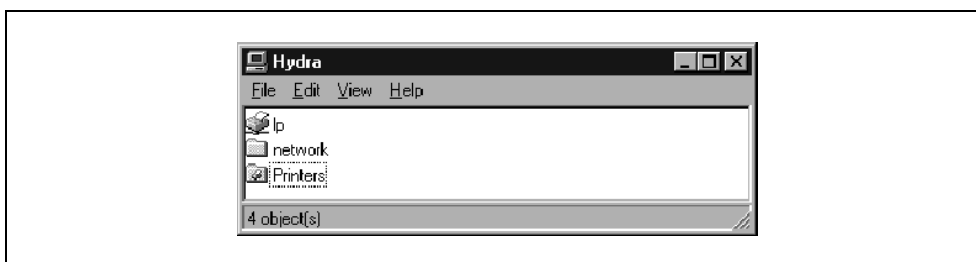 Hydra
File Edit View Help
lp
network
Printers
4 object(s)